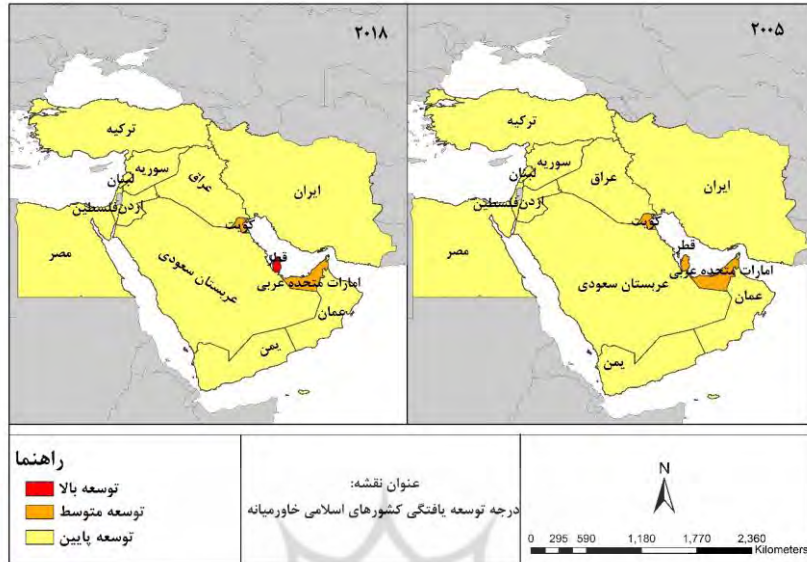 ۲۰۰۵
ترکیه
سوریه
لبنان
عراق
ایران
اردن
فلسطین
کویت
مصر
قطر
امارات متحده عربی
عربستان سعودی
عمان
یمن
۲۰۱۸
ترکیه
سوریه
لبنان
عراق
ایران
اردن
فلسطین
کویت
مصر
قطر
امارات متحده عربی
عربستان سعودی
عمان
یمن
راهنما
توسعه بالا
توسعه متوسط
توسعه پایین
عنوان نقشه:
درجه توسعه یافتگی کشورهای اسلامی خاورمیانه
N
0 295 590 1,180 1,770 2,360
Kilometers